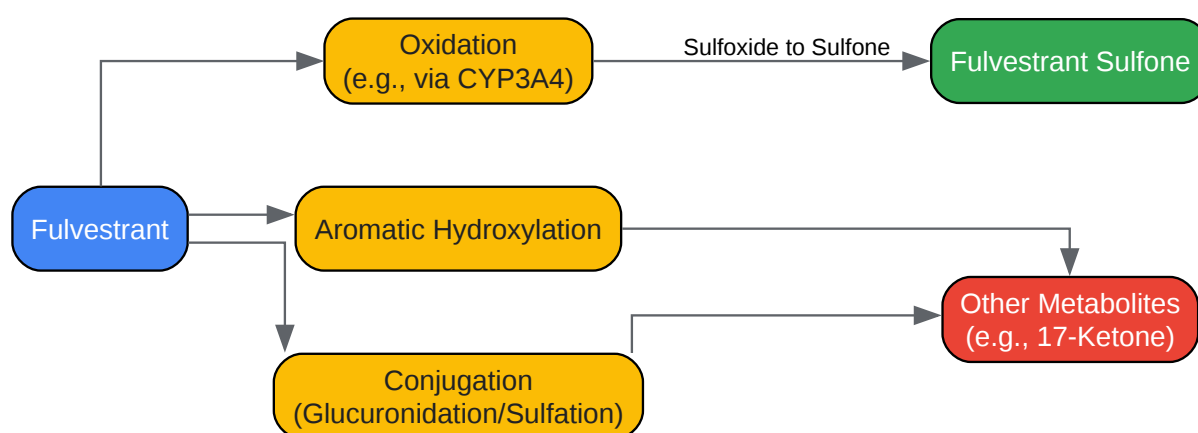 Oxidation
(e.g., via CYP3A4)
Sulfoxide to Sulfone
Fulvestrant Sulfone
Fulvestrant
Aromatic Hydroxylation
Other Metabolites
(e.g., 17-Ketone)
Conjugation
(Glucuronidation/Sulfation)